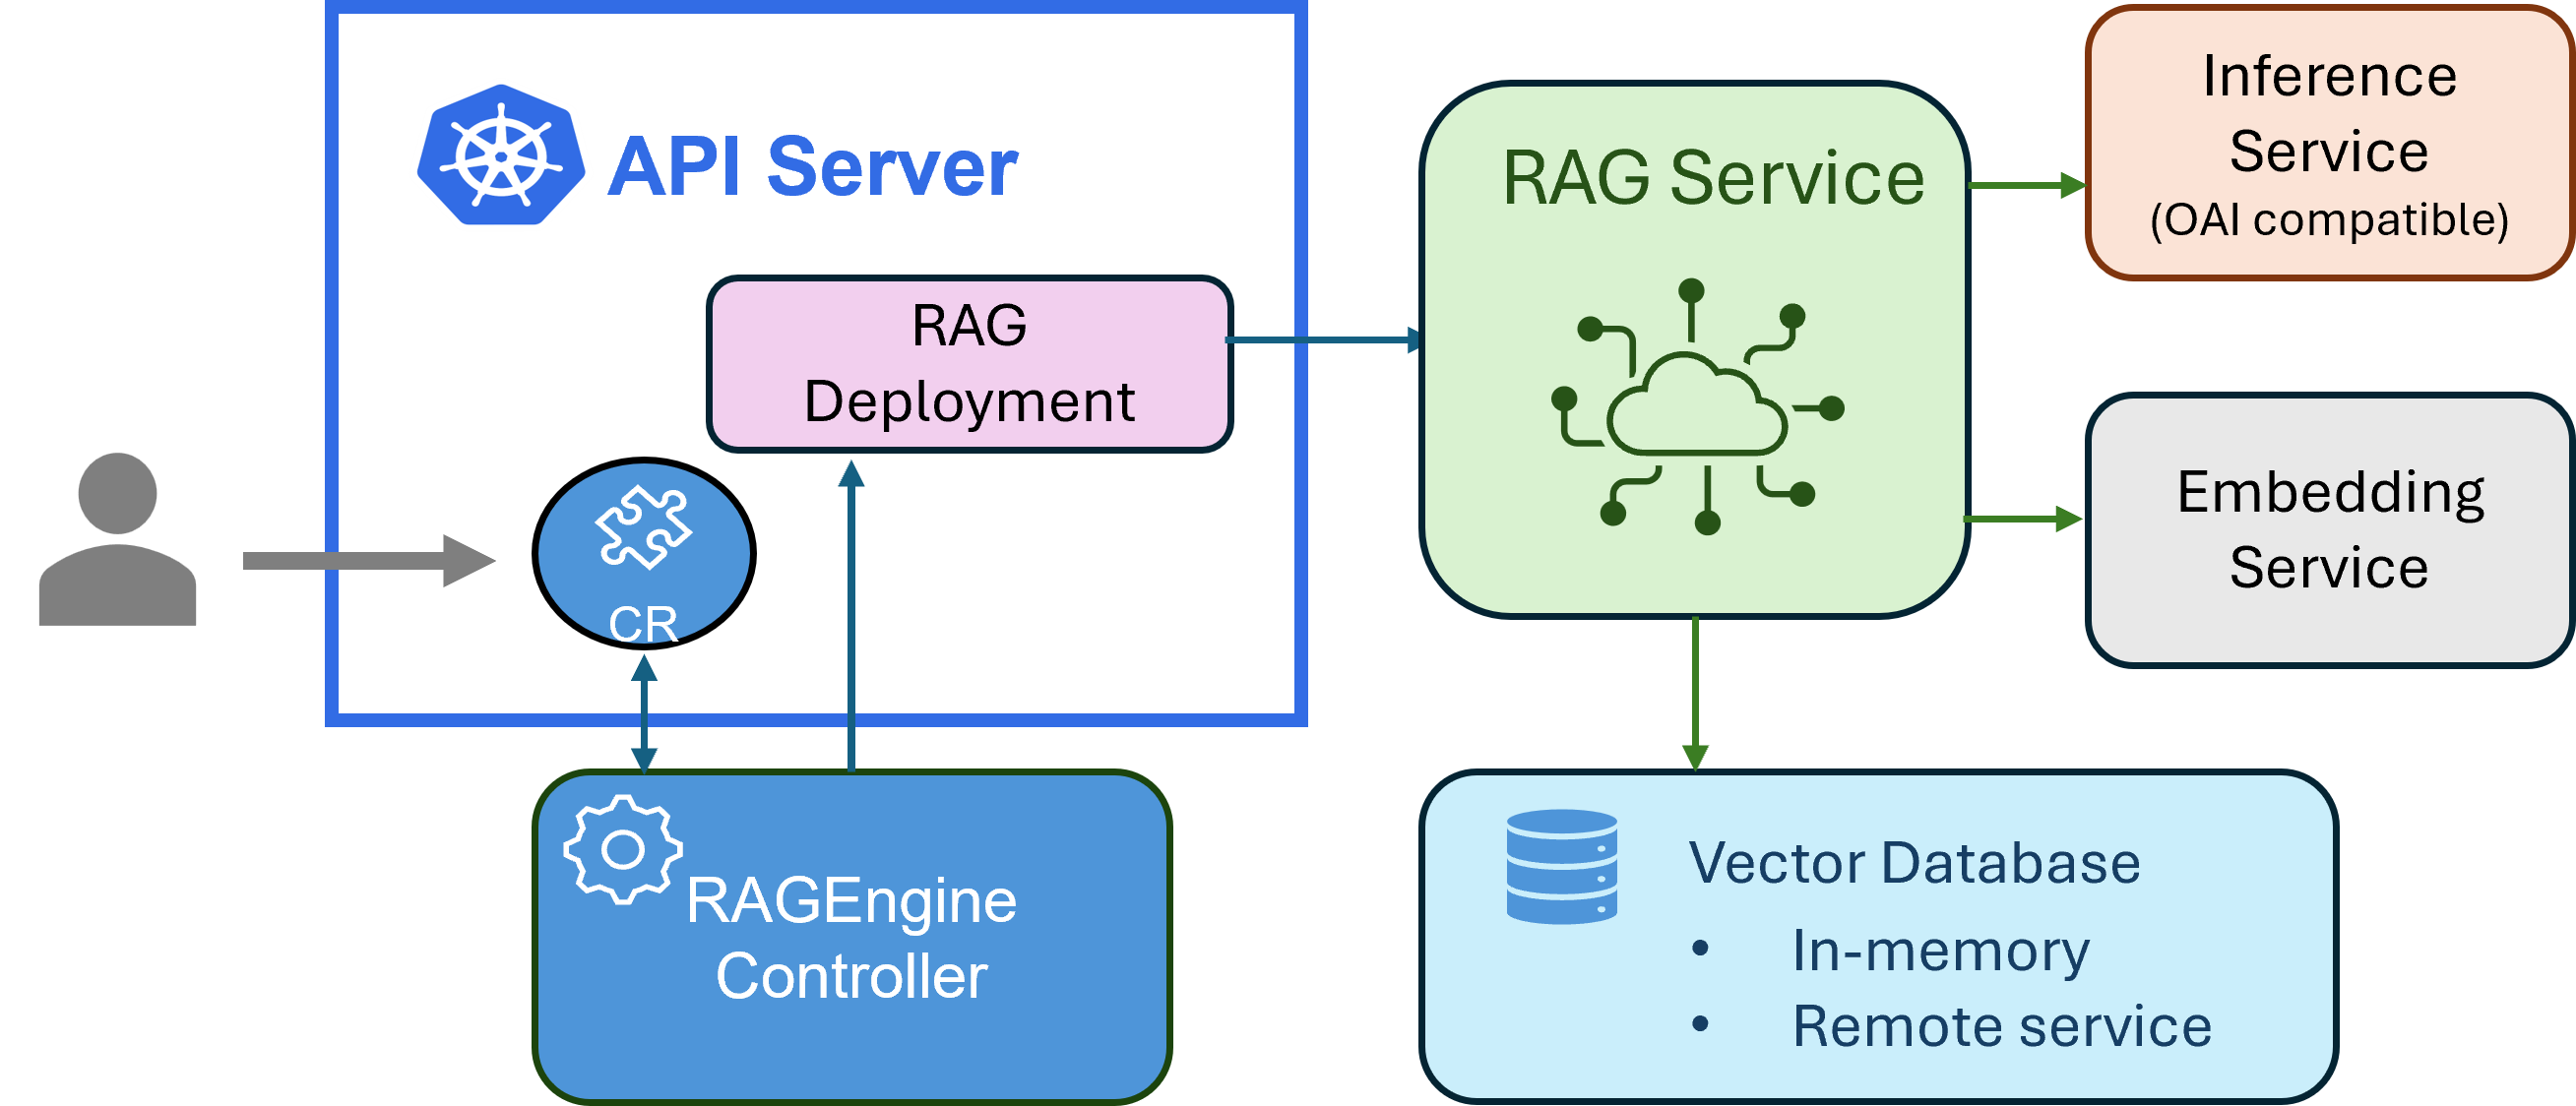 API Server
RAG
Deployment
CR
RAGEngine
Controller
RAG Service
Inference
Service
(OAI compatible)
Embedding
Service
Vector Database
• In-memory
• Remote service